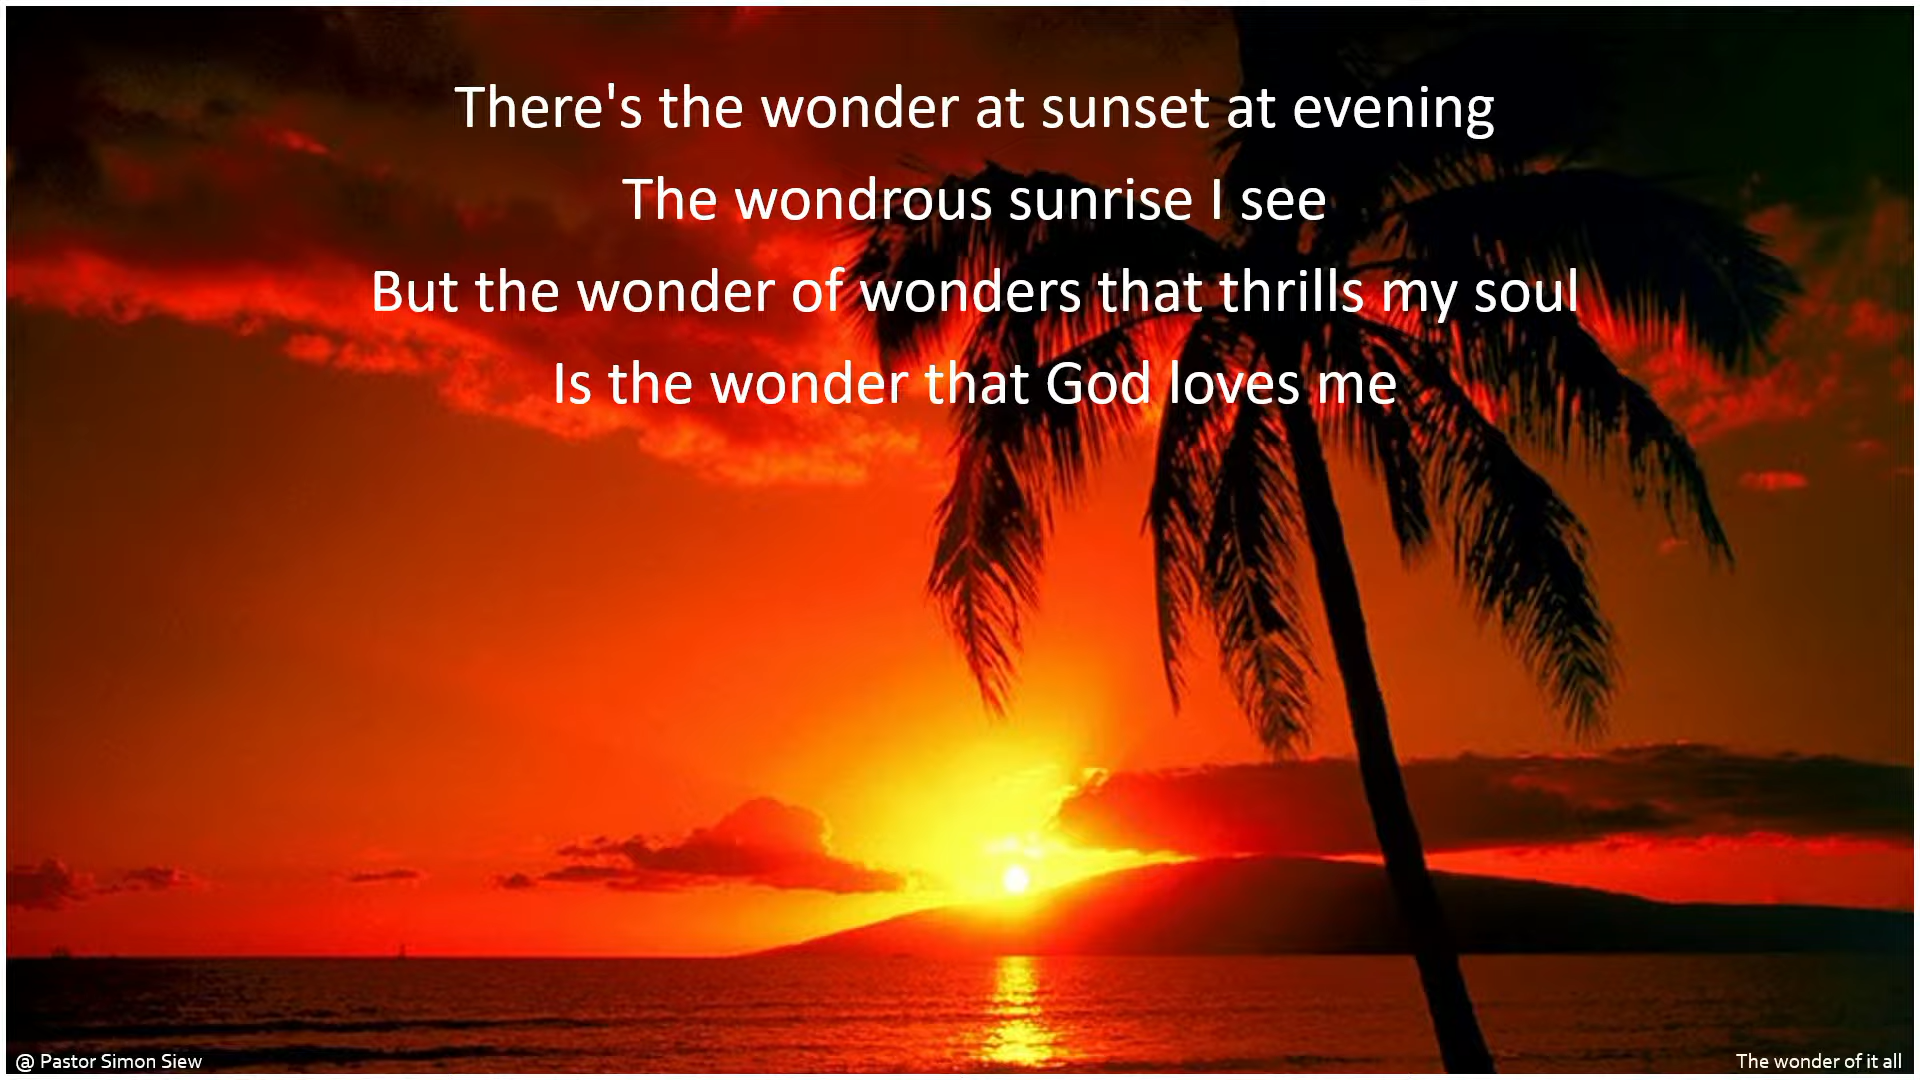 There's the wonder at sunset at evening
The wondrous sunrise I see
But the wonder of wonders that thrills my soul
Is the wonder that God loves me
@ Pastor Simon Siew
The wonder of it all